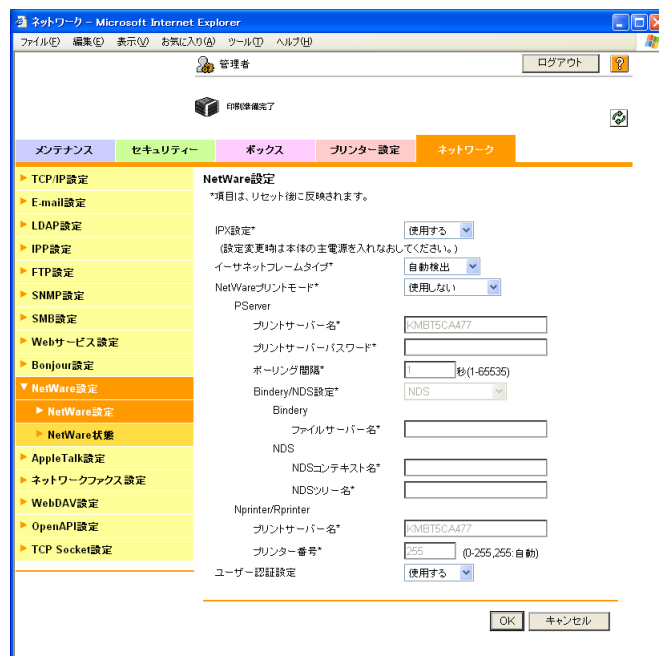 ネットワーク - Microsoft Internet Explorer
ファイル(F) 編集(E) 表示(V) お気に入り(A) ツール(T) ヘルプ(H)
管理者 ログアウト ?
印刷準備完了
メンテナンス セキュリティー ボックス プリンター設定 ネットワーク
TCP/IP設定
E-mail設定
LDAP設定
IPP設定
FTP設定
SNMP設定
SMB設定
Webサービス設定
Bonjour設定
NetWare設定
NetWare設定
NetWare状態
AppleTalk設定
ネットワークファクス設定
WebDAV設定
OpenAPI設定
TCP Socket設定
NetWare設定
*項目は、リセット後に反映されます。
IPX設定* 使用する
(設定変更時は本体の主電源を入れなおしてください。)
イーサネットフレームタイプ* 自動検出
NetWareプリントモード* 使用しない
PServer
プリントサーバー名* KMBT5CA477
プリントサーバーパスワード*
ポーリング間隔* 1 秒(1-65535)
Bindery/NDS設定* NDS
Bindery
ファイルサーバー名*
NDS
NDSコンテキスト名*
NDSツリー名*
Nprinter/Rprinter
プリントサーバー名* KMBT5CA477
プリンター番号* 255 (0-255,255:自動)
ユーザー認証設定 使用する
OK キャンセル